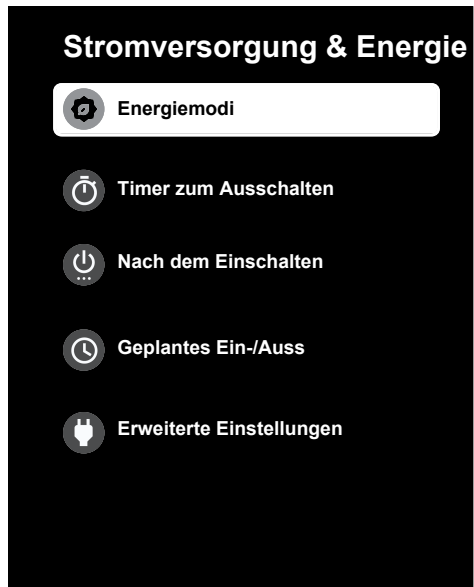 Stromversorgung & Energie
Energiemodi
Timer zum Ausschalten
Nach dem Einschalten
Geplantes Ein-/Auss
Erweiterte Einstellungen